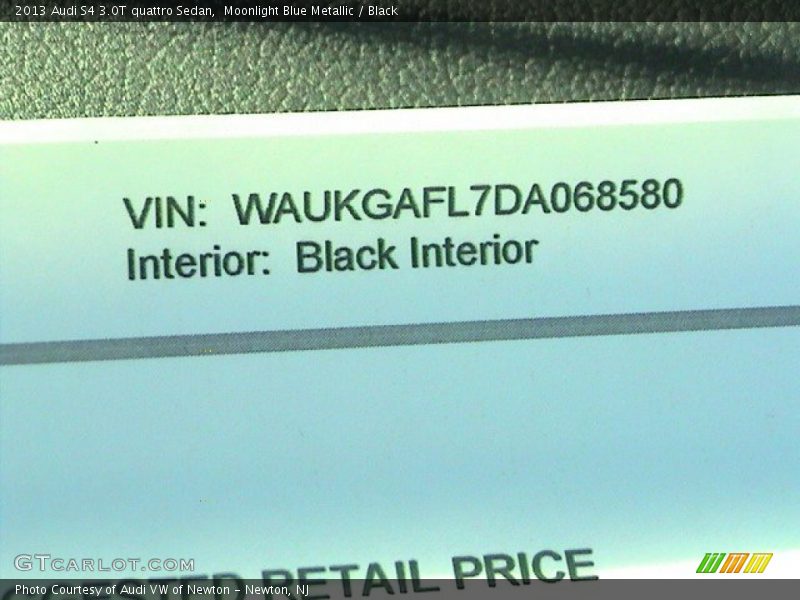 2013 Audi S4 3.0T quattro Sedan,  Moonlight Blue Metallic / Black
VIN: WAUKGAFL7DA068580
Interior: Black Interior
RETAIL PRICE
GTCARLOT.COM
Photo Courtesy of Audi VW of Newton - Newton, NJ